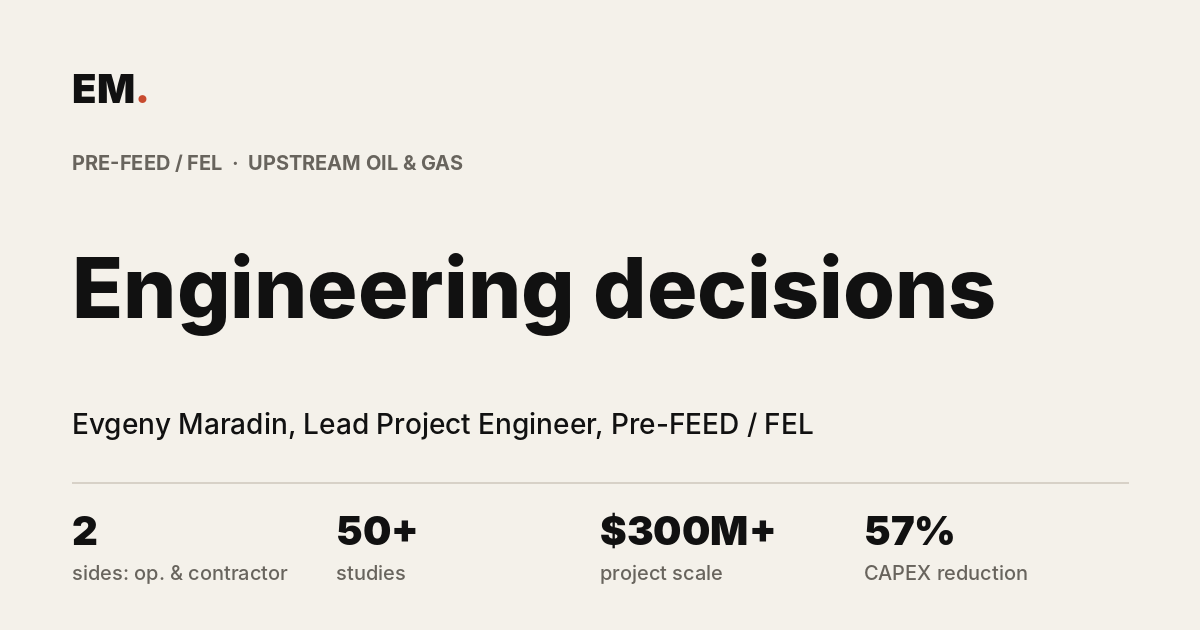 EM.
PRE-FEED / FEL · UPSTREAM OIL & GAS
Engineering decisions
Evgeny Maradin, Lead Project Engineer, Pre-FEED / FEL
2 50+ $300M+ 57%
sides: op. & contractor studies project scale CAPEX reduction